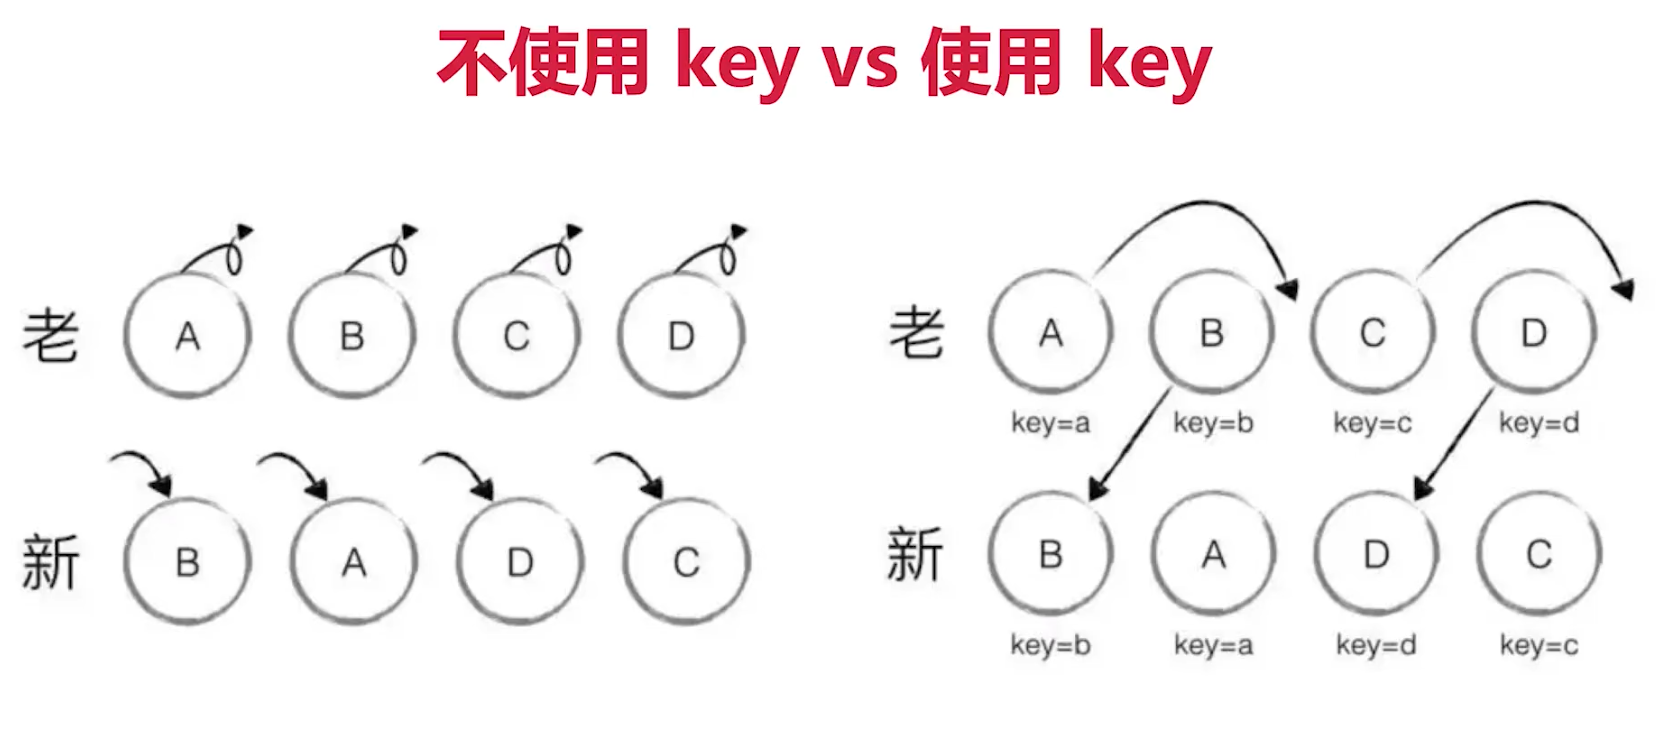 不使用 key vs 使用 key
老 A B C D
新 B A D C
老 A B C D
key=a key=b key=c key=d
新 B A D C
key=b key=a key=d key=c